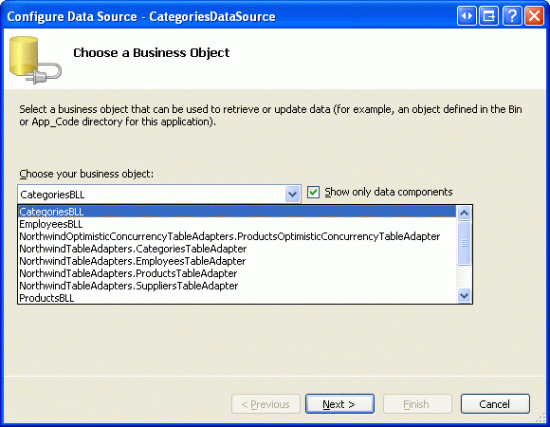 Configure Data Source - CategoriesDataSource
Choose a Business Object
Select a business object that can be used to retrieve or update data (for example, an object defined in the Bin
or App_Code directory for this application).
Choose your business object:
CategoriesBLL
Show only data components
CategoriesBLL
EmployeesBLL
NorthwindOptimisticConcurrencyTableAdapters.ProductsOptimisticConcurrencyTableAdapter
NorthwindTableAdapters.CategoriesTableAdapter
NorthwindTableAdapters.EmployeesTableAdapter
NorthwindTableAdapters.ProductsTableAdapter
NorthwindTableAdapters.SuppliersTableAdapter
ProductsBLL
< Previous
Next >
Finish
Cancel